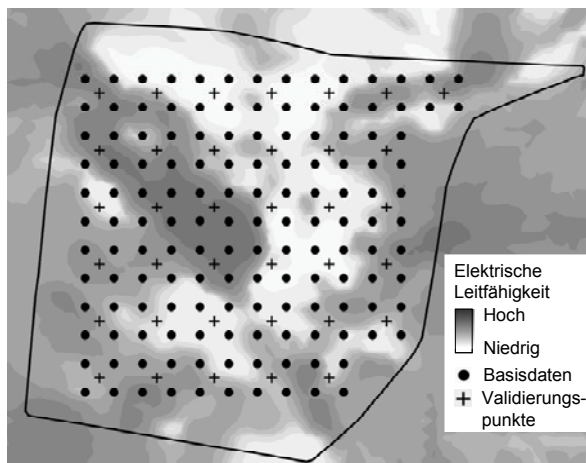 Elektrische
Leitfähigkeit
Hoch
Niedrig
Basisdaten
Validierungs-
punkte